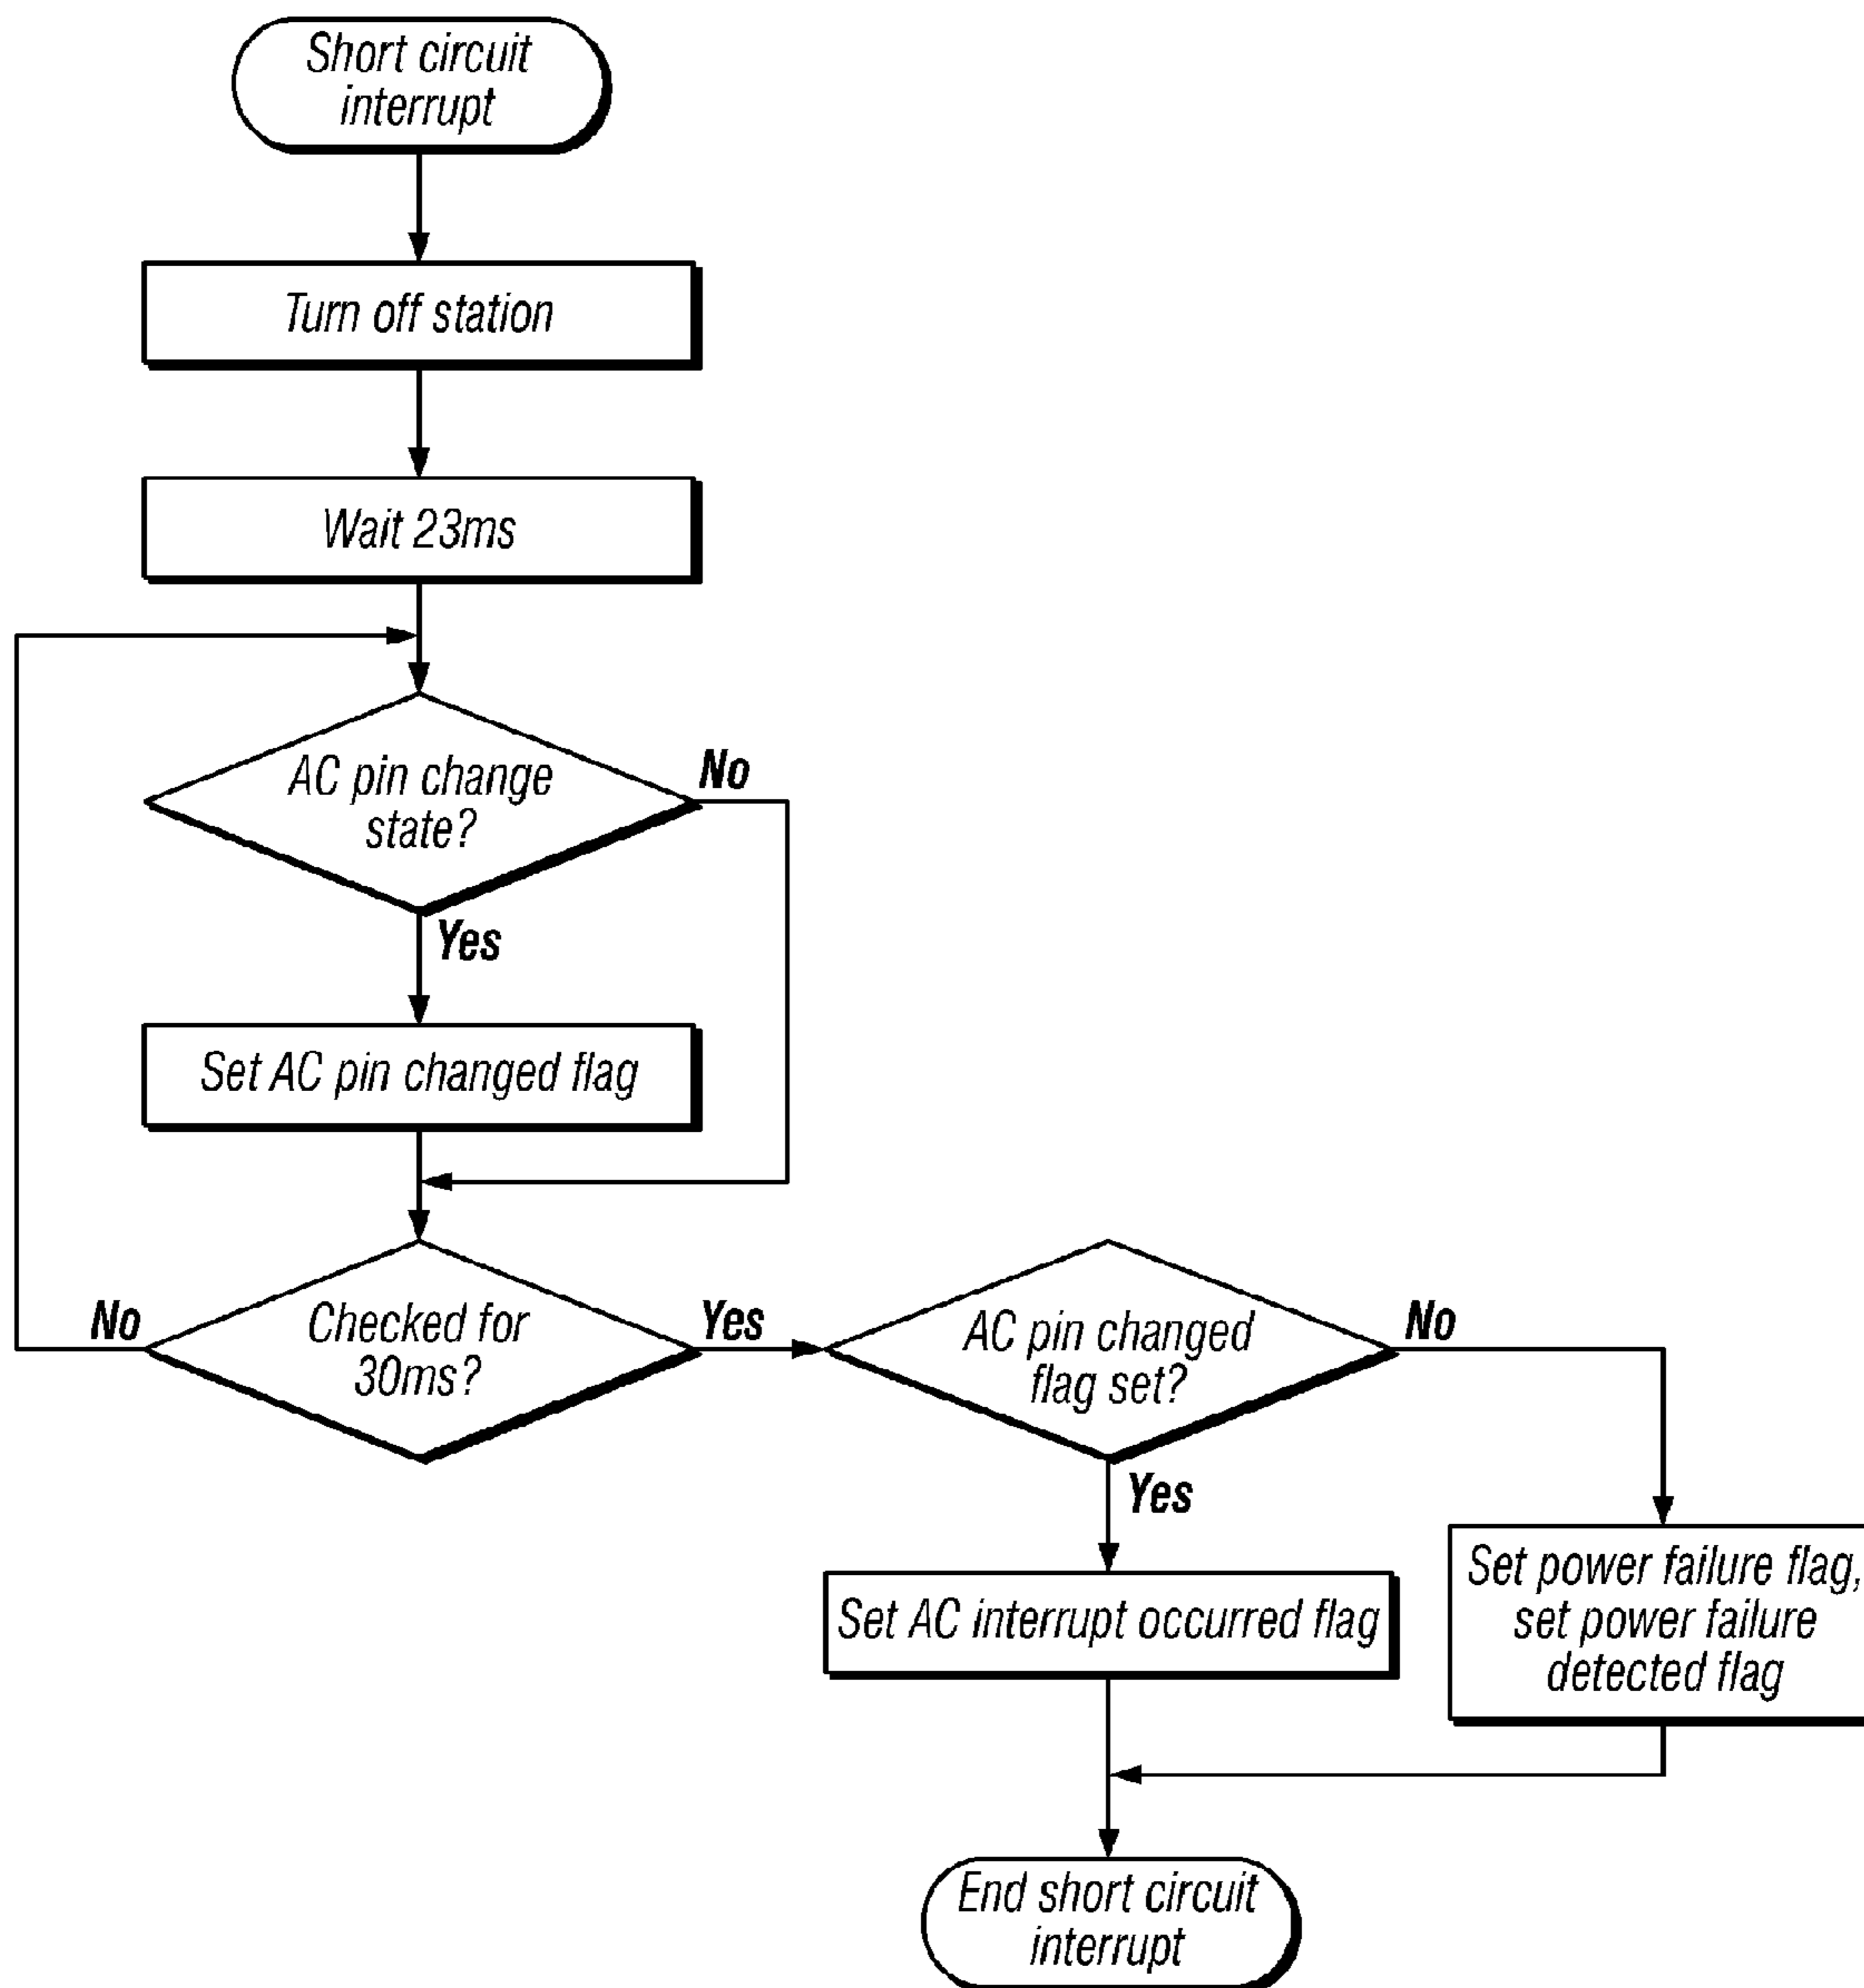 Short circuit
interrupt
Turn off station
Wait 23ms
AC pin change
state?
No
Yes
Set AC pin changed flag
No
Checked for
30ms?
Yes
AC pin changed
flag set?
No
Yes
Set AC interrupt occurred flag
Set power failure flag,
set power failure
detected flag
End short circuit
interrupt